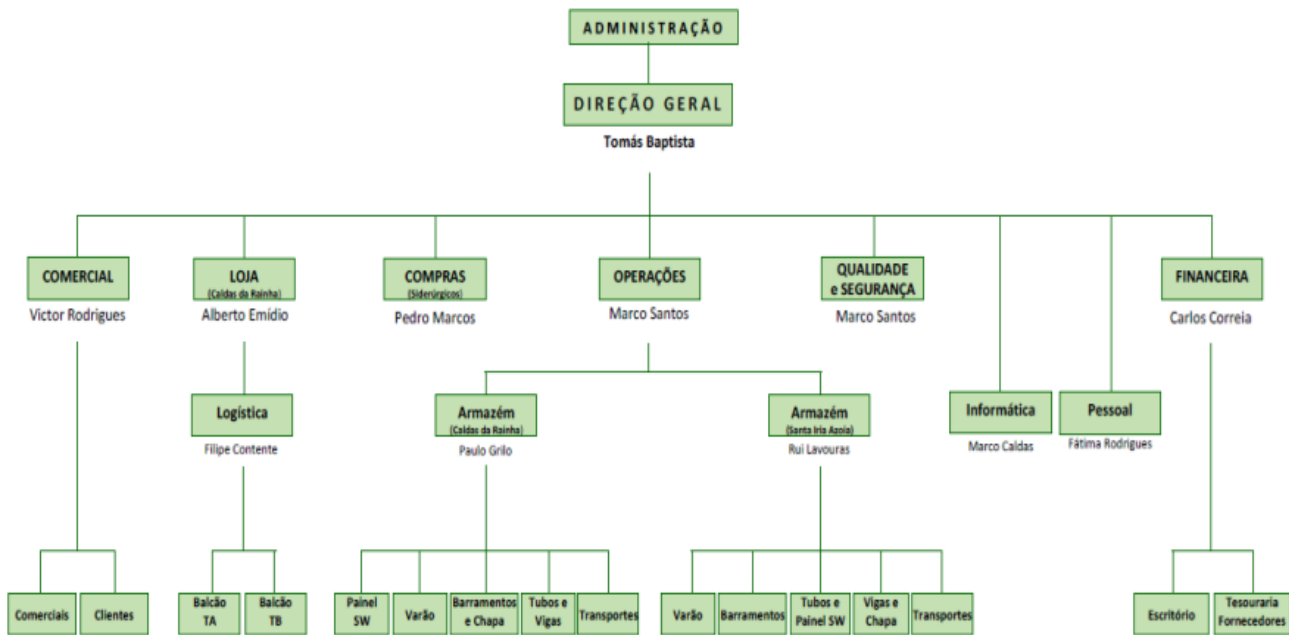 ADMINISTRAÇÃO
DIREÇÃO GERAL
Tomás Baptista
COMERCIAL
Victor Rodrigues
LOJA
(Caldas da Rainha)
Alberto Emídio
COMPRAS
(Siderúrgicos)
Pedro Marcos
OPERAÇÕES
Marco Santos
QUALIDADE
e SEGURANÇA
Marco Santos
FINANCEIRA
Carlos Correia
Logística
Filipe Contente
Armazém
(Caldas da Rainha)
Paulo Grilo
Armazém
(Santa Iria Azoia)
Rui Lavouras
Informática
Marco Caldas
Pessoal
Fátima Rodrigues
Comerciais
Clientes
Balcão
TA
Balcão
TB
Painel
SW
Varão
Barramentos
e Chapa
Tubos e
Vigas
Transportes
Varão
Barramentos
Tubos e
Painel SW
Vigas e
Chapa
Transportes
Escritório
Tesouraria
Fornecedores